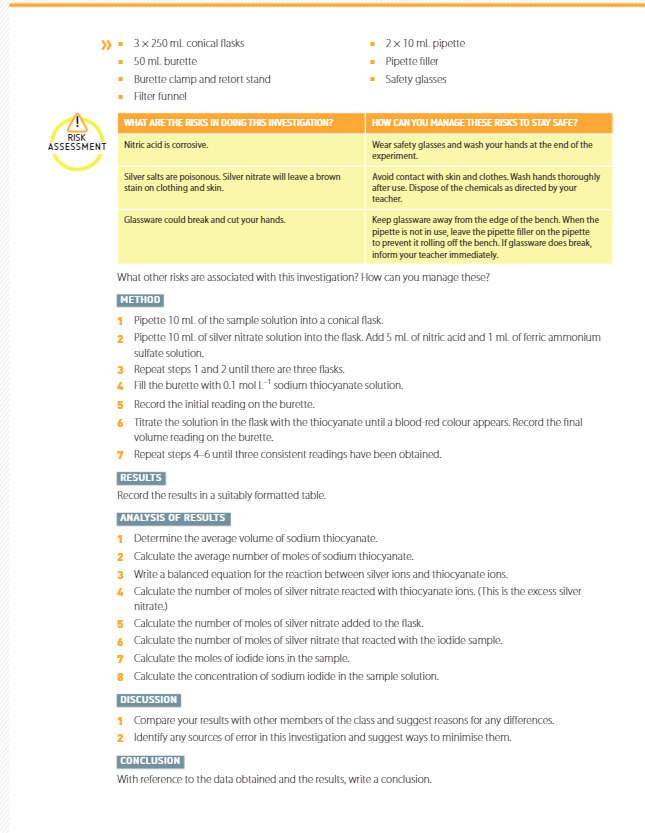 » ▪ 3 × 250 mL conical flasks
▪ 50 mL burette
▪ Burette clamp and retort stand
▪ Filter funnel
▪ 2 × 10 mL pipette
▪ Pipette filler
▪ Safety glasses
!
RISK
ASSESSMENT
WHAT ARE THE RISKS IN DOING THIS INVESTIGATION?
HOW CAN YOU MANAGE THESE RISKS TO STAY SAFE?
Nitric acid is corrosive.
Wear safety glasses and wash your hands at the end of the
experiment.
Silver salts are poisonous. Silver nitrate will leave a brown
stain on clothing and skin.
Avoid contact with skin and clothes. Wash hands thoroughly
after use. Dispose of the chemicals as directed by your
teacher.
Glassware could break and cut your hands.
Keep glassware away from the edge of the bench. When the
pipette is not in use, leave the pipette filler on the pipette
to prevent it rolling off the bench. If glassware does break,
inform your teacher immediately.
What other risks are associated with this investigation? How can you manage these?
METHOD
1 Pipette 10 mL of the sample solution into a conical flask.
2 Pipette 10 mL of silver nitrate solution into the flask. Add 5 mL of nitric acid and 1 mL of ferric ammonium
sulfate solution.
3 Repeat steps 1 and 2 until there are three flasks.
4 Fill the burette with 0.1 mol L⁻¹ sodium thiocyanate solution.
5 Record the initial reading on the burette.
6 Titrate the solution in the flask with the thiocyanate until a blood-red colour appears. Record the final
volume reading on the burette.
7 Repeat steps 4–6 until three consistent readings have been obtained.
RESULTS
Record the results in a suitably formatted table.
ANALYSIS OF RESULTS
1 Determine the average volume of sodium thiocyanate.
2 Calculate the average number of moles of sodium thiocyanate.
3 Write a balanced equation for the reaction between silver ions and thiocyanate ions.
4 Calculate the number of moles of silver nitrate reacted with thiocyanate ions. (This is the excess silver
nitrate.)
5 Calculate the number of moles of silver nitrate added to the flask.
6 Calculate the number of moles of silver nitrate that reacted with the iodide sample.
7 Calculate the moles of iodide ions in the sample.
8 Calculate the concentration of sodium iodide in the sample solution.
DISCUSSION
1 Compare your results with other members of the class and suggest reasons for any differences.
2 Identify any sources of error in this investigation and suggest ways to minimise them.
CONCLUSION
With reference to the data obtained and the results, write a conclusion.